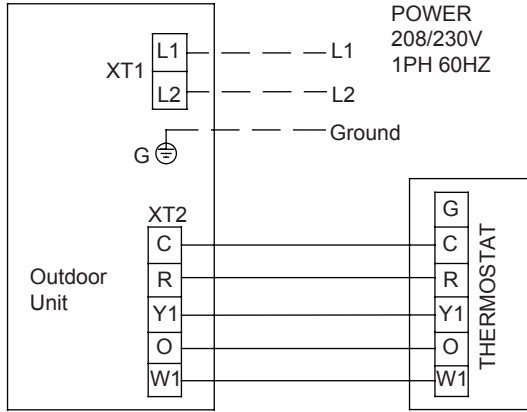 POWER
208/230V
1PH 60HZ
XT1
L1
L1
L2
L2
Ground
G
XT2
C
R
Y1
O
W1
Outdoor
Unit
G
C
R
Y1
O
W1
THERMOSTAT